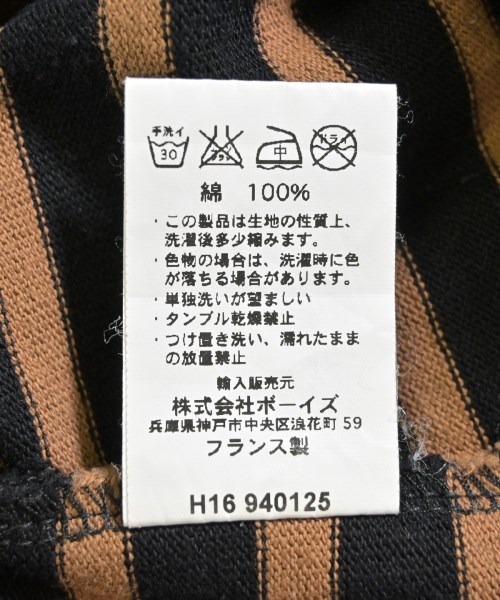 手洗イ
30
エンソサラシ
中
ドライ
綿 100%
・この製品は生地の性質上、
洗濯後多少縮みます。
・色物の場合は、洗濯時に色
が落ちる場合があります。
・単独洗いが望ましい
・タンブル乾燥禁止
・つけ置き洗い、濡れたまま
の放置禁止
輸入販売元
株式会社ボーイズ
兵庫県神戸市中央区浪花町 59
フランス製
H16 940125